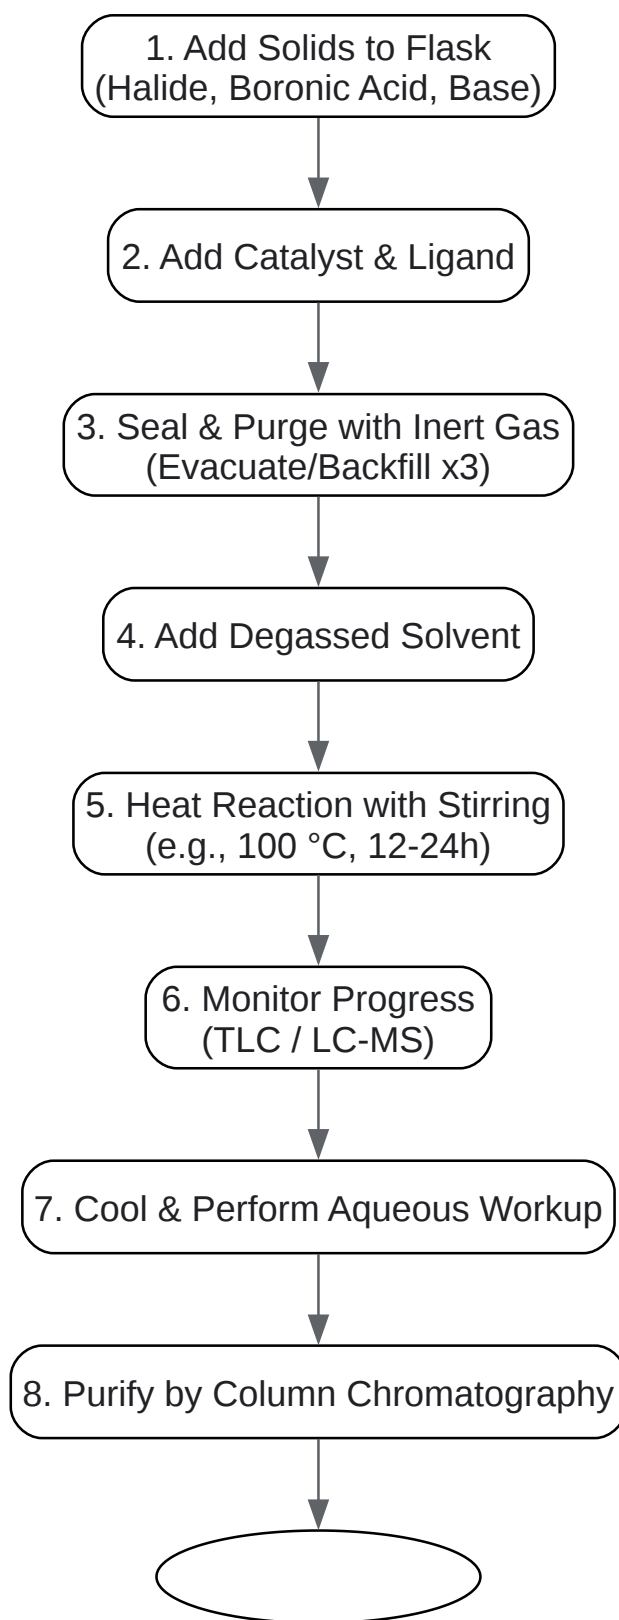 1. Add Solids to Flask
(Halide, Boronic Acid, Base)
2. Add Catalyst & Ligand
3. Seal & Purge with Inert Gas
(Evacuate/Backfill x3)
4. Add Degassed Solvent
5. Heat Reaction with Stirring
(e.g., 100 °C, 12-24h)
6. Monitor Progress
(TLC / LC-MS)
7. Cool & Perform Aqueous Workup
8. Purify by Column Chromatography